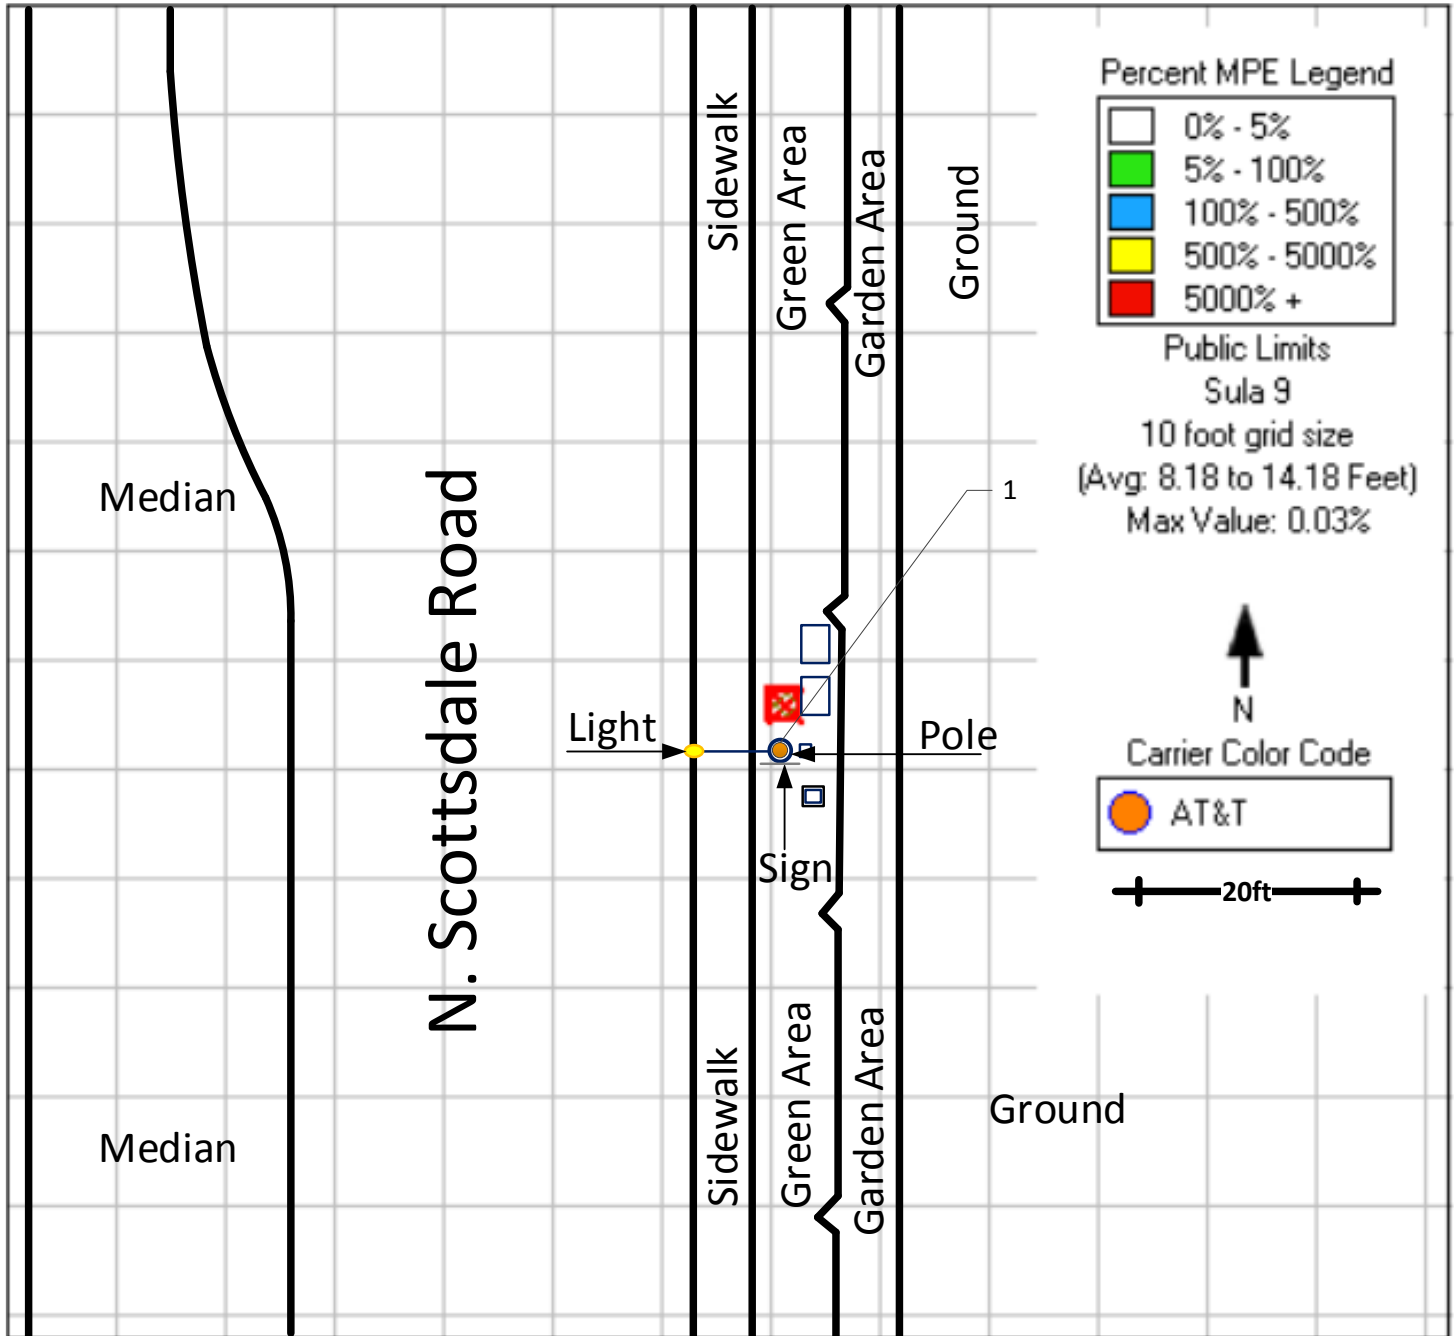 Sidewalk
Green Area
Garden Area
Ground
Percent MPE Legend
0% - 5%
5% - 100%
100% - 500%
500% - 5000%
5000% +
Public Limits
Sula 9
10 foot grid size
(Avg: 8.18 to 14.18 Feet)
Max Value: 0.03%
Median
N. Scottsdale Road
1
Light
Pole
Sign
N
Carrier Color Code
AT&T
20ft
Median
Sidewalk
Green Area
Garden Area
Ground